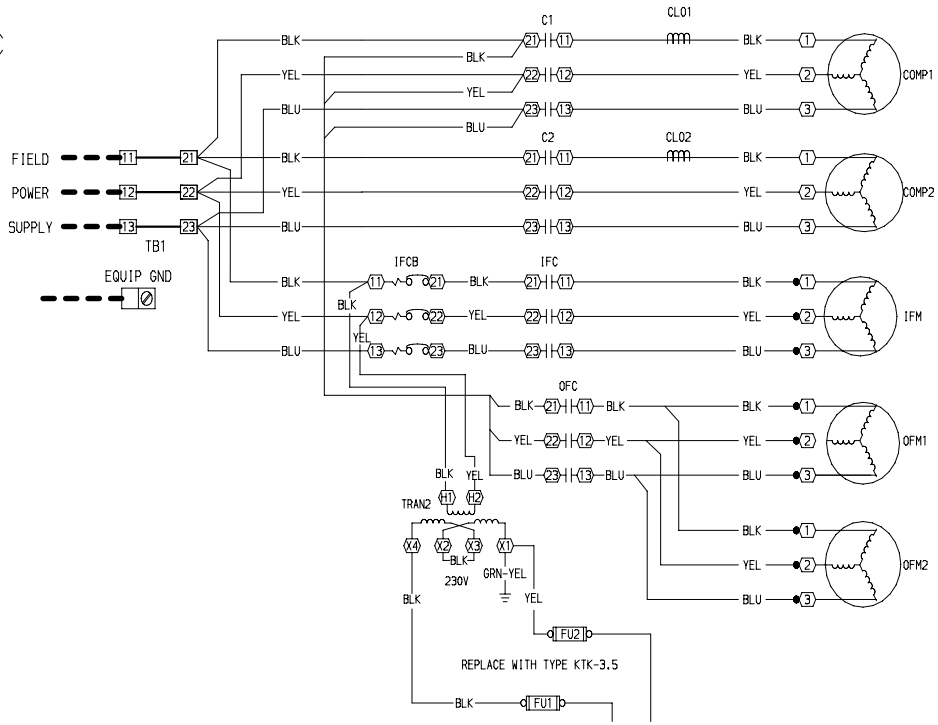 CLO1
C1
BLK 21 11 BLK 1
BLK
YEL 22 12 YEL 2 COMP1
YEL
BLU 23 13 BLU 3
BLU
C2 CLO2
FIELD 11 21 BLK 21 11 BLK 1
POWER 12 22 YEL 22 12 YEL 2 COMP2
SUPPLY 13 23 BLU 23 13 BLU 3
TB1
IFCB IFC
EQUIP GND
BLK 11 21 BLK 21 11 BLK 1
BLK
YEL 12 22 YEL 22 12 YEL 2 IFM
YEL
BLU 13 23 BLU 23 13 BLU 3
OFC
BLK 21 11 BLK BLK 1
YEL 22 12 YEL YEL 2 OFM1
BLK YEL BLU 23 13 BLU BLU 3
TRAN2 H1 H2
BLK 1
X4 X2 X3 X1
BLK
YEL 2 OFM2
230V GRN-YEL
BLK YEL BLU 3
FU2
REPLACE WITH TYPE KTK-3.5
BLK FU1